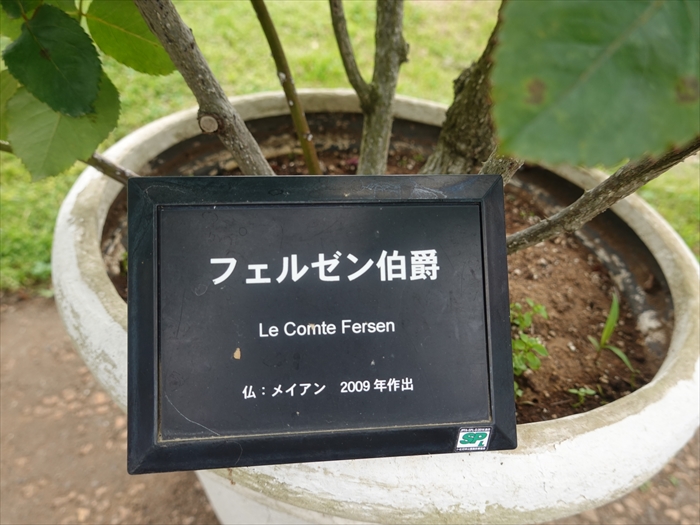 フェルゼン伯爵
Le Comte Fersen
仏：メイアン　2009年作出